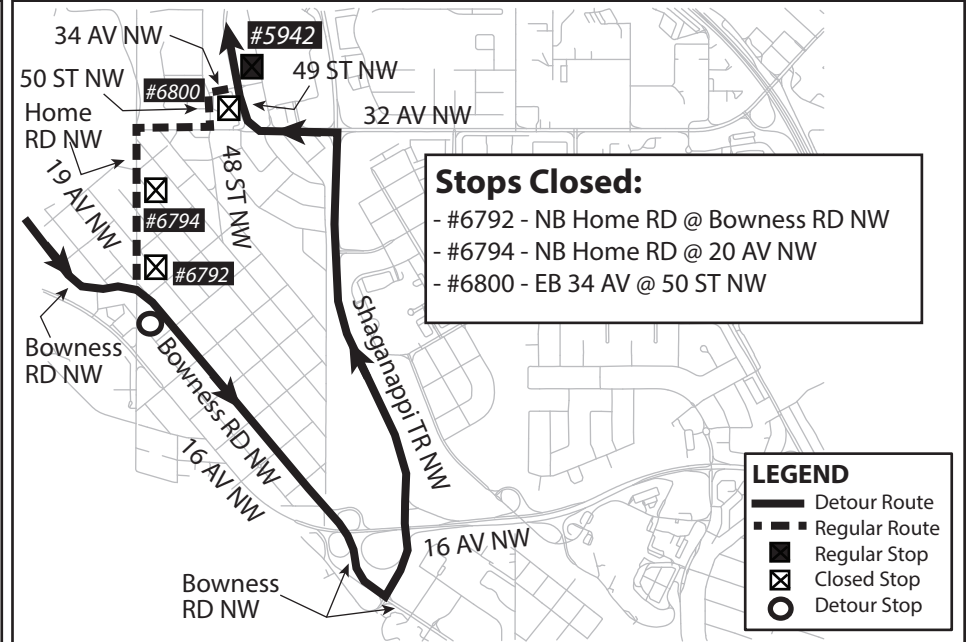 34 AV NW
#5942
50 ST NW
49 ST NW
#6800
Home
RD NW
32 AV NW
19 AV NW
48 ST NW
#6794
#6792
Stops Closed:
- #6792 - NB Home RD @ Bowness RD NW
- #6794 - NB Home RD @ 20 AV NW
- #6800 - EB 34 AV @ 50 ST NW
Bowness
RD NW
Bowness RD NW
Shaganappi TR NW
16 AV NW
16 AV NW
Bowness
RD NW
LEGEND
Detour Route
Regular Route
Regular Stop
Closed Stop
Detour Stop